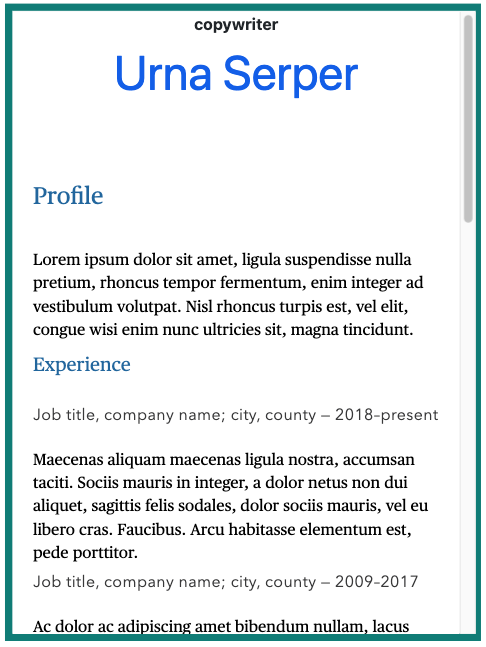 copywriter
Urna Serper
Profile
Lorem ipsum dolor sit amet, ligula suspendisse nulla
pretium, rhoncus tempor fermentum, enim integer ad
vestibulum volutpat. Nisl rhoncus turpis est, vel elit,
congue wisi enim nunc ultricies sit, magna tincidunt.
Experience
Job title, company name; city, county – 2018–present
Maecenas aliquam maecenas ligula nostra, accumsan
taciti. Sociis mauris in integer, a dolor netus non dui
aliquet, sagittis felis sodales, dolor sociis mauris, vel eu
libero cras. Faucibus. Arcu habitasse elementum est,
pede porttitor.
Job title, company name; city, county – 2009–2017
Ac dolor ac adipiscing amet bibendum nullam, lacus